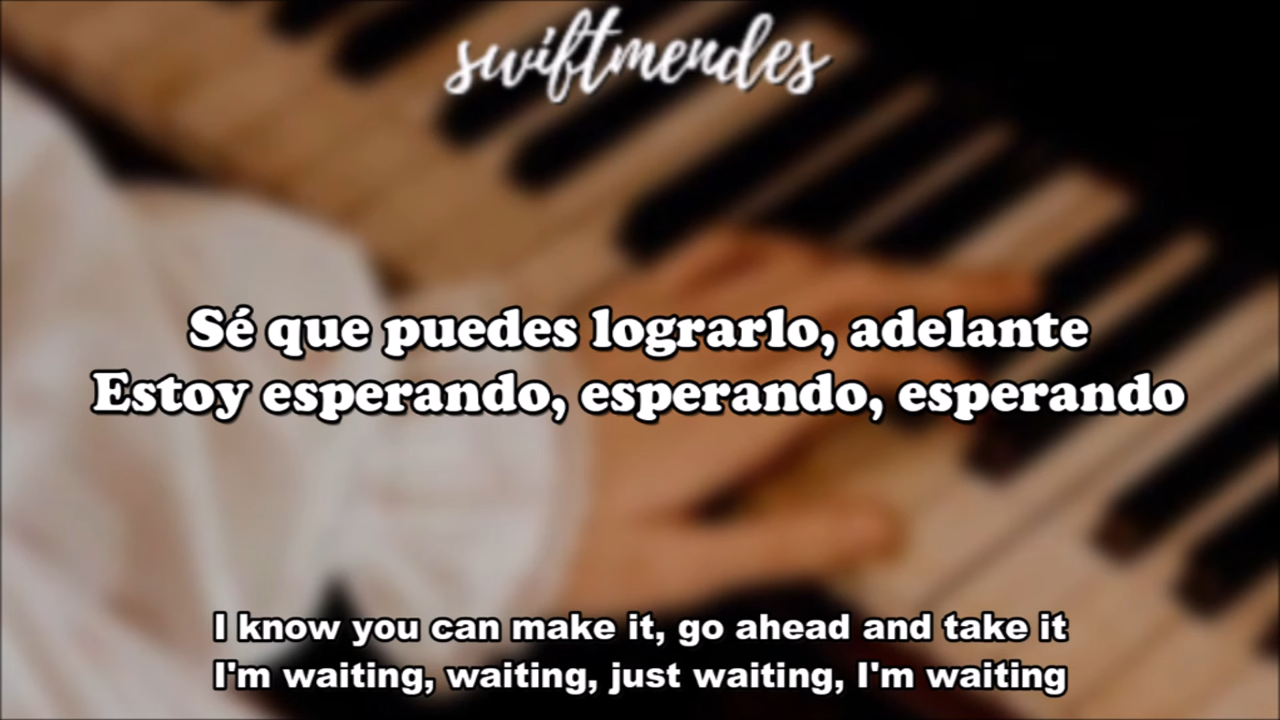 swiftmendes
Sé que puedes lograrlo, adelante
Estoy esperando, esperando, esperando
I know you can make it, go ahead and take it
I'm waiting, waiting, just waiting, I'm waiting